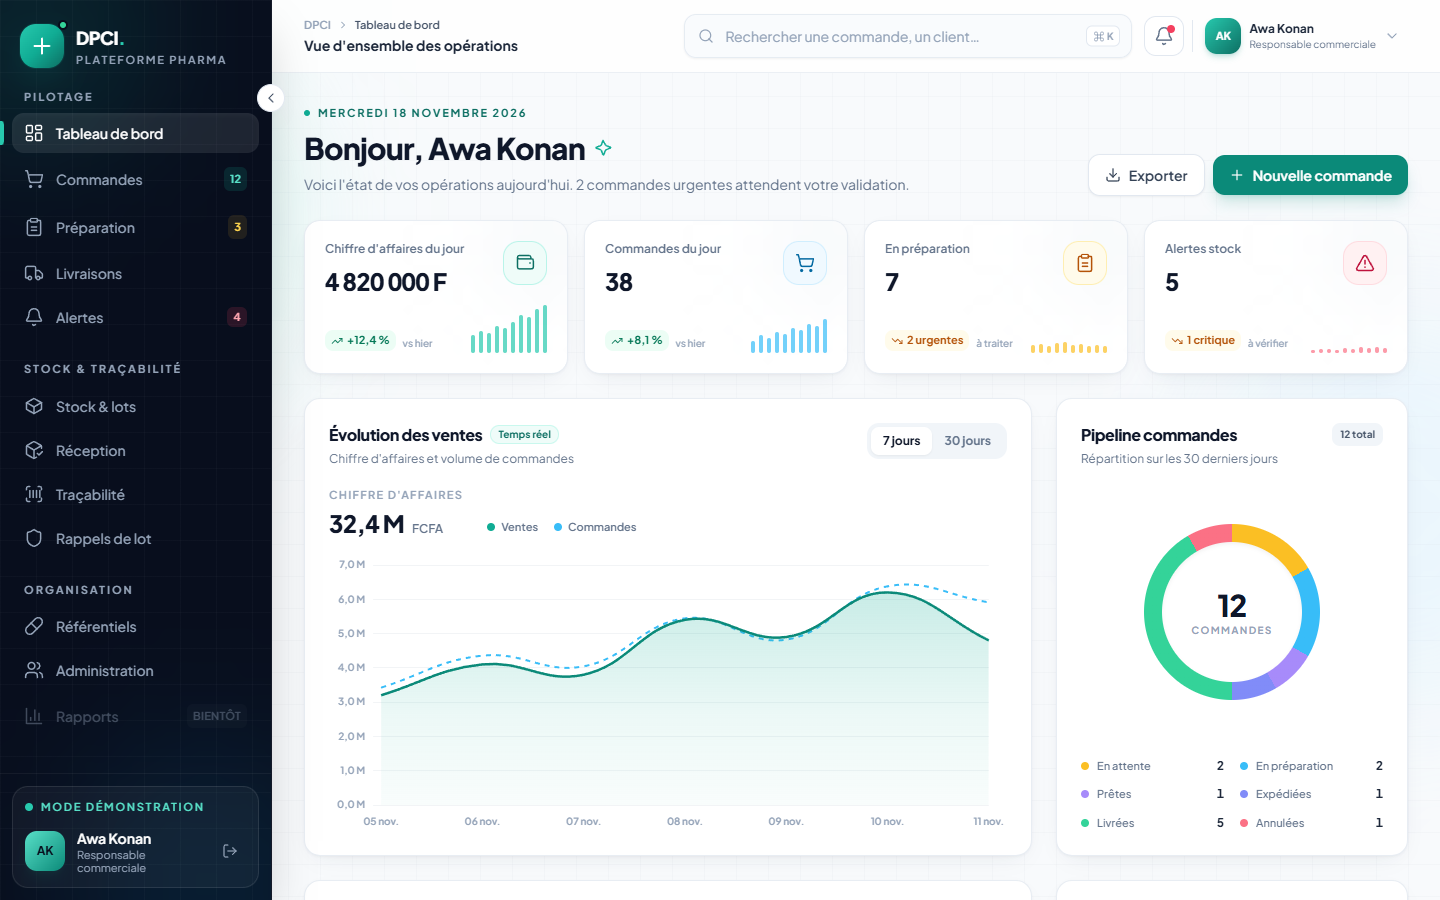 DPCI.
PLATEFORME PHARMA
PILOTAGE
Tableau de bord
Commandes 12
Préparation 3
Livraisons
Alertes 4
STOCK & TRAÇABILITÉ
Stock & lots
Réception
Traçabilité
Rappels de lot
ORGANISATION
Référentiels
Administration
Rapports BIENTÔT
MODE DÉMONSTRATION
AK
Awa Konan
Responsable
commerciale
DPCI > Tableau de bord
Vue d'ensemble des opérations
Rechercher une commande, un client... ⌘ K
AK
Awa Konan
Responsable commerciale
MERCREDI 18 NOVEMBRE 2026
Bonjour, Awa Konan
Voici l'état de vos opérations aujourd'hui. 2 commandes urgentes attendent votre validation.
Exporter
Nouvelle commande
Chiffre d'affaires du jour
4 820 000 F
+12,4 % vs hier
Commandes du jour
38
+8,1 % vs hier
En préparation
7
2 urgentes à traiter
Alertes stock
5
1 critique à vérifier
Évolution des ventes Temps réel
Chiffre d'affaires et volume de commandes
7 jours 30 jours
CHIFFRE D'AFFAIRES
32,4 M FCFA
Ventes Commandes
7,0 M
6,0 M
5,0 M
4,0 M
3,0 M
2,0 M
1,0 M
0,0 M
05 nov. 06 nov. 07 nov. 08 nov. 09 nov. 10 nov. 11 nov.
Pipeline commandes 12 total
Répartition sur les 30 derniers jours
12
COMMANDES
En attente 2 En préparation 2
Prêtes 1 Expédiées 1
Livrées 5 Annulées 1